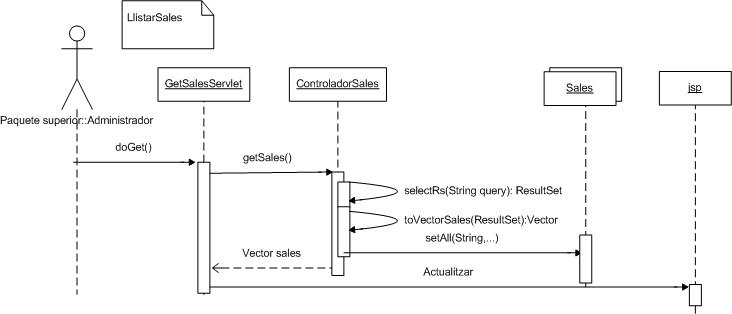 LlistarSales
GetSalesServlet
ControladorSales
Sales
jsp
Paquete superior::Administrador
doGet()
getSales()
selectRs(String query): ResultSet
toVectorSales(ResultSet):Vector
setAll(String,...)
Vector sales
Actualitzar